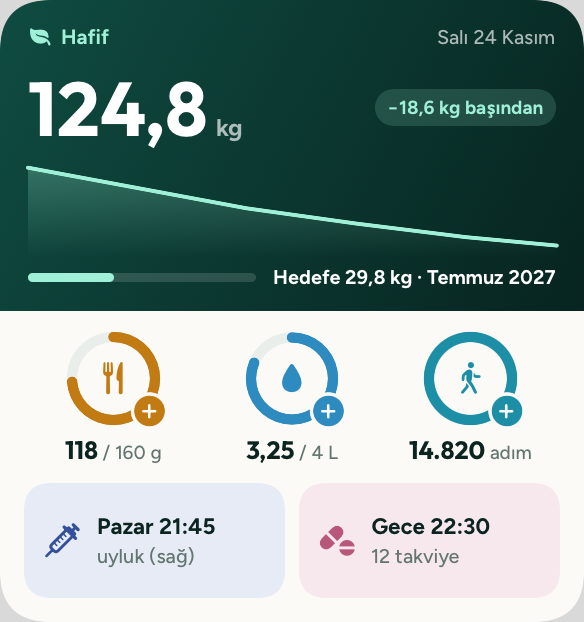 Hafif
Salı 24 Kasım
124,8 kg
−18,6 kg başından
Hedefe 29,8 kg · Temmuz 2027
118 / 160 g
3,25 / 4 L
14.820 adım
Pazar 21:45
uyluk (sağ)
Gece 22:30
12 takviye